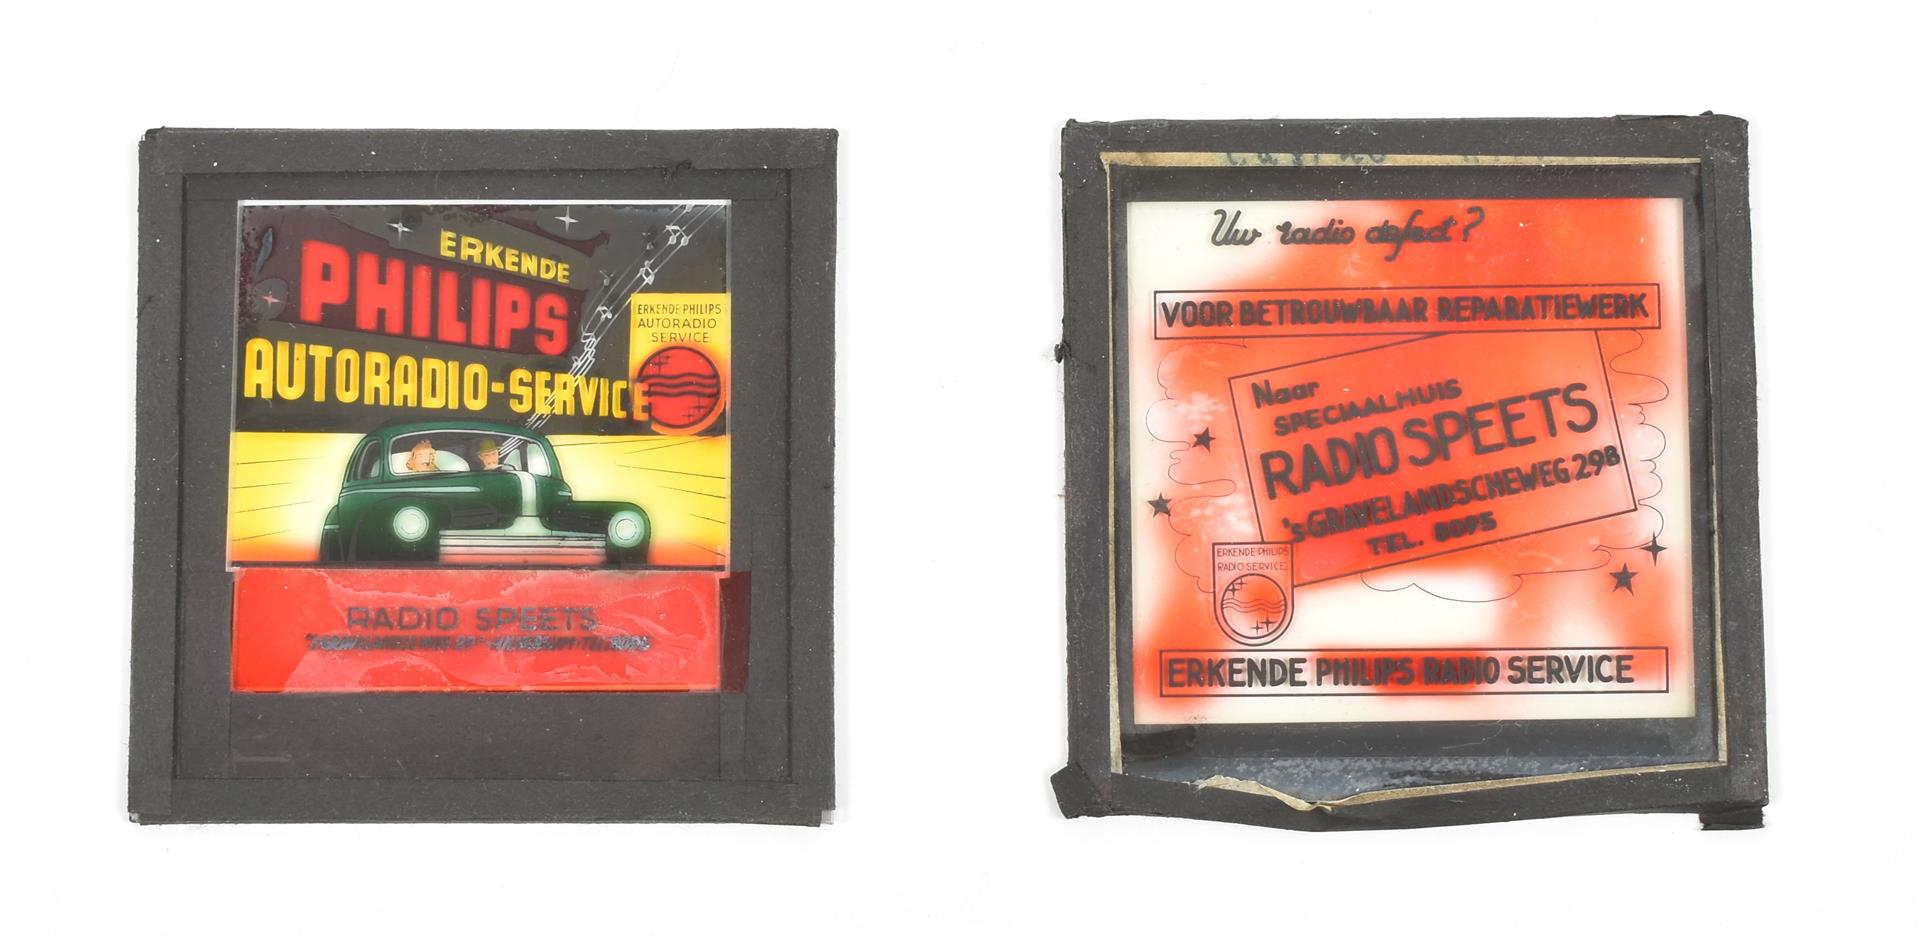 ERKENDE
PHILIPS
AUTORADIO-SERVICE
ERKENDE PHILIPS
AUTORADIO
SERVICE
RADIO SPEETS
Uw radio defect?
VOOR BETROUWBAAR REPARATIEWERK
Naar
SPECIAALHUIS
RADIO SPEETS
'sGRAVELANDSCHEWEG 29B
TEL. 8095
ERKENDE PHILIPS
RADIO SERVICE
ERKENDE PHILIPS RADIO SERVICE